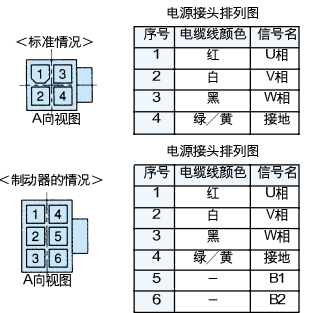 电源接头排列图
<标准情况>
序号 电缆线颜色 信号名
1 红 U相
2 白 V相
3 黑 W相
4 绿／黄 接地
1 3
2 4
A向视图
电源接头排列图
<制动器的情况>
序号 电缆线颜色 信号名
1 红 U相
2 白 V相
3 黑 W相
4 绿／黄 接地
5 － B1
6 － B2
1 4
2 5
3 6
A向视图